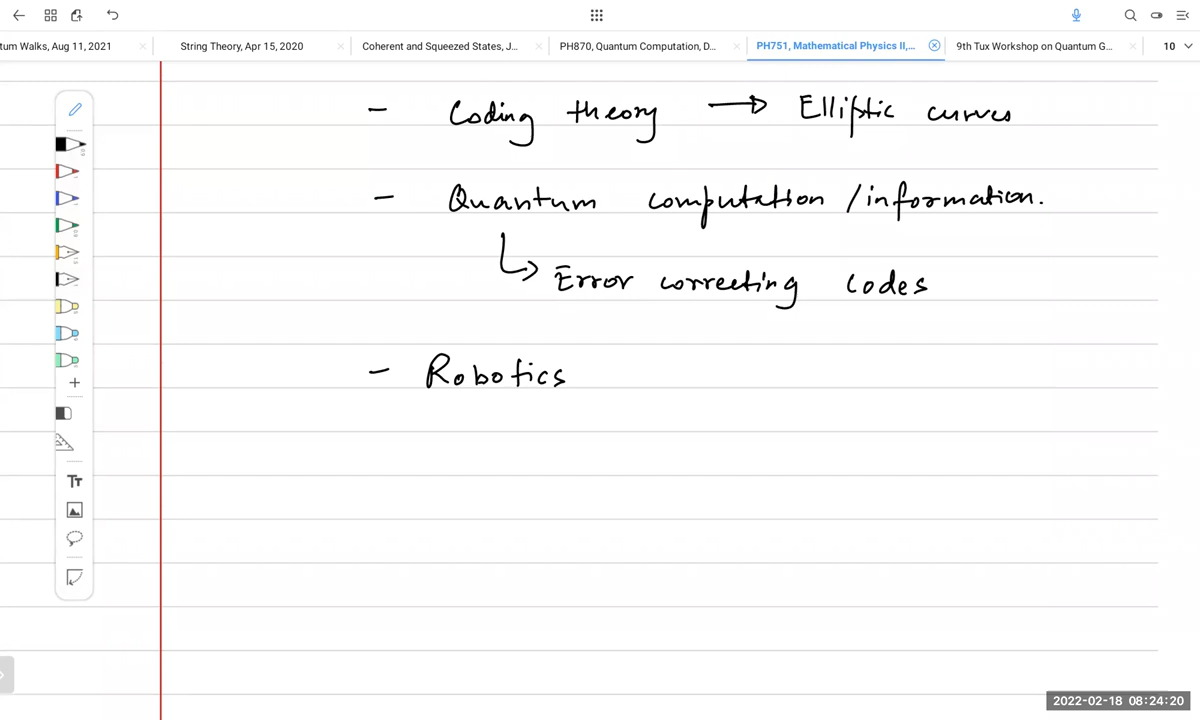 tum Walks, Aug 11, 2021 × String Theory, Apr 15, 2020 × Coherent and Squeezed States, J... × PH870, Quantum Computation, D... × PH751, Mathematical Physics II,... 9th Tux Workshop on Quantum G... × 10
- Coding theory → Elliptic curves
- Quantum computation / information.
↳ Error correcting codes
- Robotics
Tт
2022-02-18 08:24:20